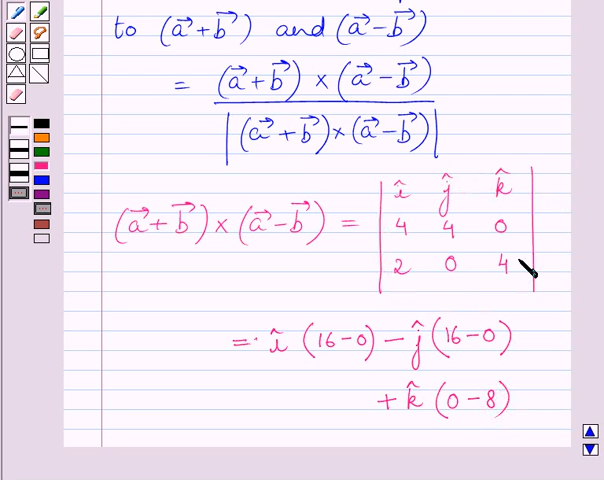 to (a⃗ + b⃗) and (a⃗ − b⃗)
= (a⃗ + b⃗) × (a⃗ − b⃗)
|(a⃗ + b⃗) × (a⃗ − b⃗)|
(a⃗ + b⃗) × (a⃗ − b⃗) = | î ĵ k̂ |
4 4 0
2 0 4
= î (16 − 0) − ĵ (16 − 0)
+ k̂ (0 − 8)